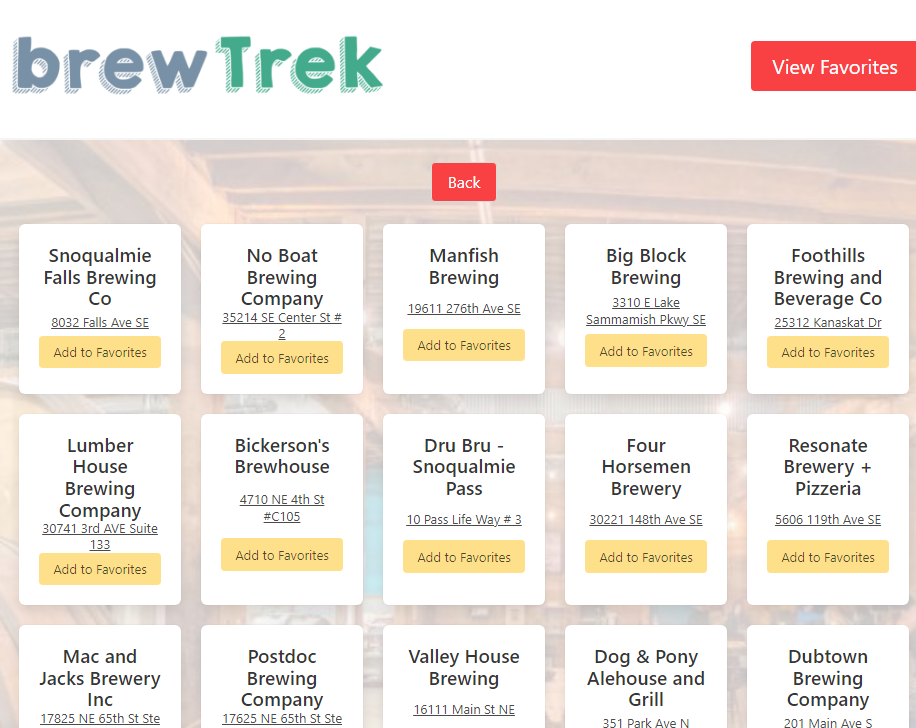 brewTrek
View Favorites
Back
Snoqualmie
Falls Brewing
Co
8032 Falls Ave SE
Add to Favorites
No Boat
Brewing
Company
35214 SE Center St #
2
Add to Favorites
Manfish
Brewing
19611 276th Ave SE
Add to Favorites
Big Block
Brewing
3310 E Lake
Sammamish Pkwy SE
Add to Favorites
Foothills
Brewing and
Beverage Co
25312 Kanaskat Dr
Add to Favorites
Lumber
House
Brewing
Company
30741 3rd AVE Suite
133
Add to Favorites
Bickerson's
Brewhouse
4710 NE 4th St
#C105
Add to Favorites
Dru Bru -
Snoqualmie
Pass
10 Pass Life Way # 3
Add to Favorites
Four
Horsemen
Brewery
30221 148th Ave SE
Add to Favorites
Resonate
Brewery +
Pizzeria
5606 119th Ave SE
Add to Favorites
Mac and
Jacks Brewery
Inc
17825 NE 65th St Ste
Postdoc
Brewing
Company
17625 NE 65th St Ste
Valley House
Brewing
16111 Main St NE
Dog & Pony
Alehouse and
Grill
351 Park Ave N
Dubtown
Brewing
Company
201 Main Ave S